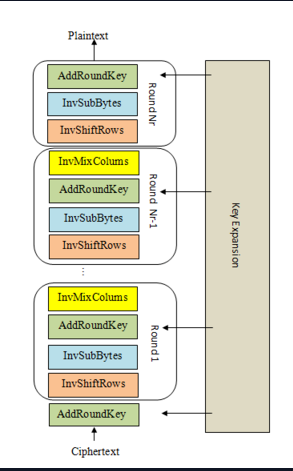 Plaintext
AddRoundKey
InvSubBytes
InvShiftRows
Round Nr
InvMixColums
AddRoundKey
InvSubBytes
InvShiftRows
Round Nr-1
...
InvMixColums
AddRoundKey
InvSubBytes
InvShiftRows
Round 1
AddRoundKey
Ciphertext
Key Expansion